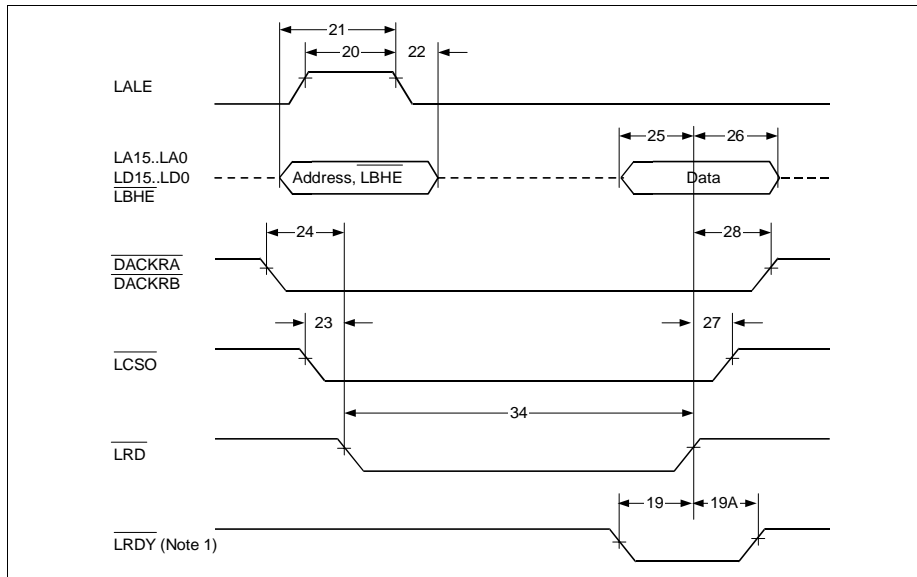 21
20 22
LALE
25 26
LA15..LA0
LD15..LD0 Address, LBHE Data
LBHE
24 28
DACKRA
DACKRB
23 27
LCSO
34
LRD
19 19A
LRDY (Note 1)